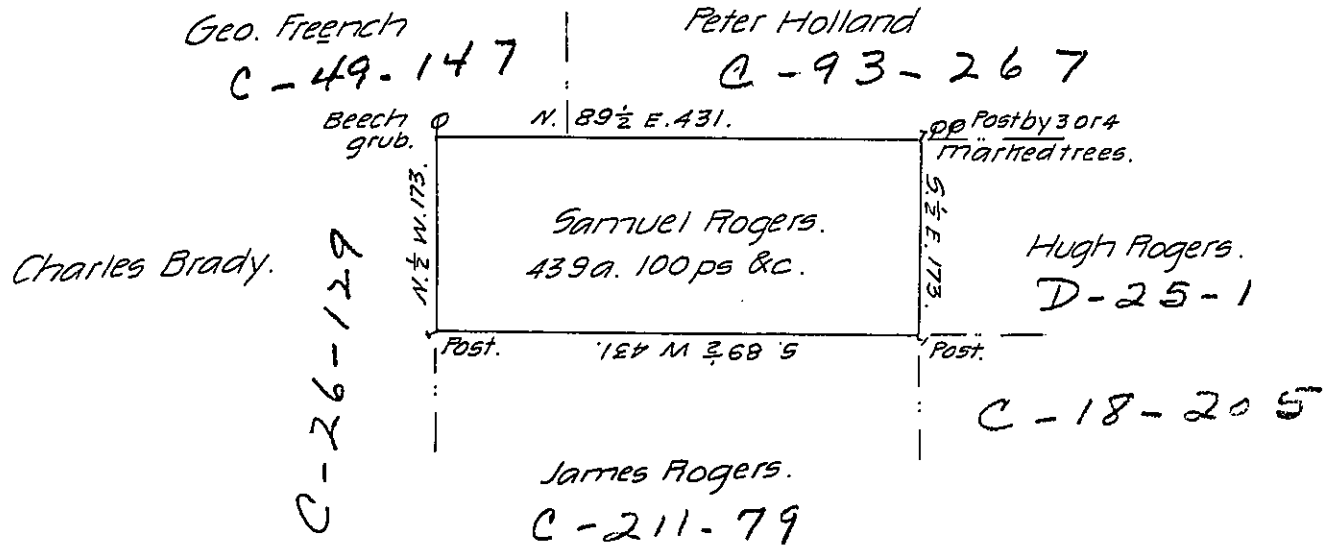 Geo. Freench
C-49-147
Peter Holland
C-93-267
Beech
grub.
N. 89½ E. 431.
Post by 3 or 4
marked trees.
N. ½ W. 173.
Samuel Rogers.
439a. 100 ps &c.
S. ½ E. 173.
Charles Brady.
C-26-129
Hugh Rogers.
D-25-1
Post.
S. 89½ W 431.
Post.
C-18-205
James Rogers.
C-211-79